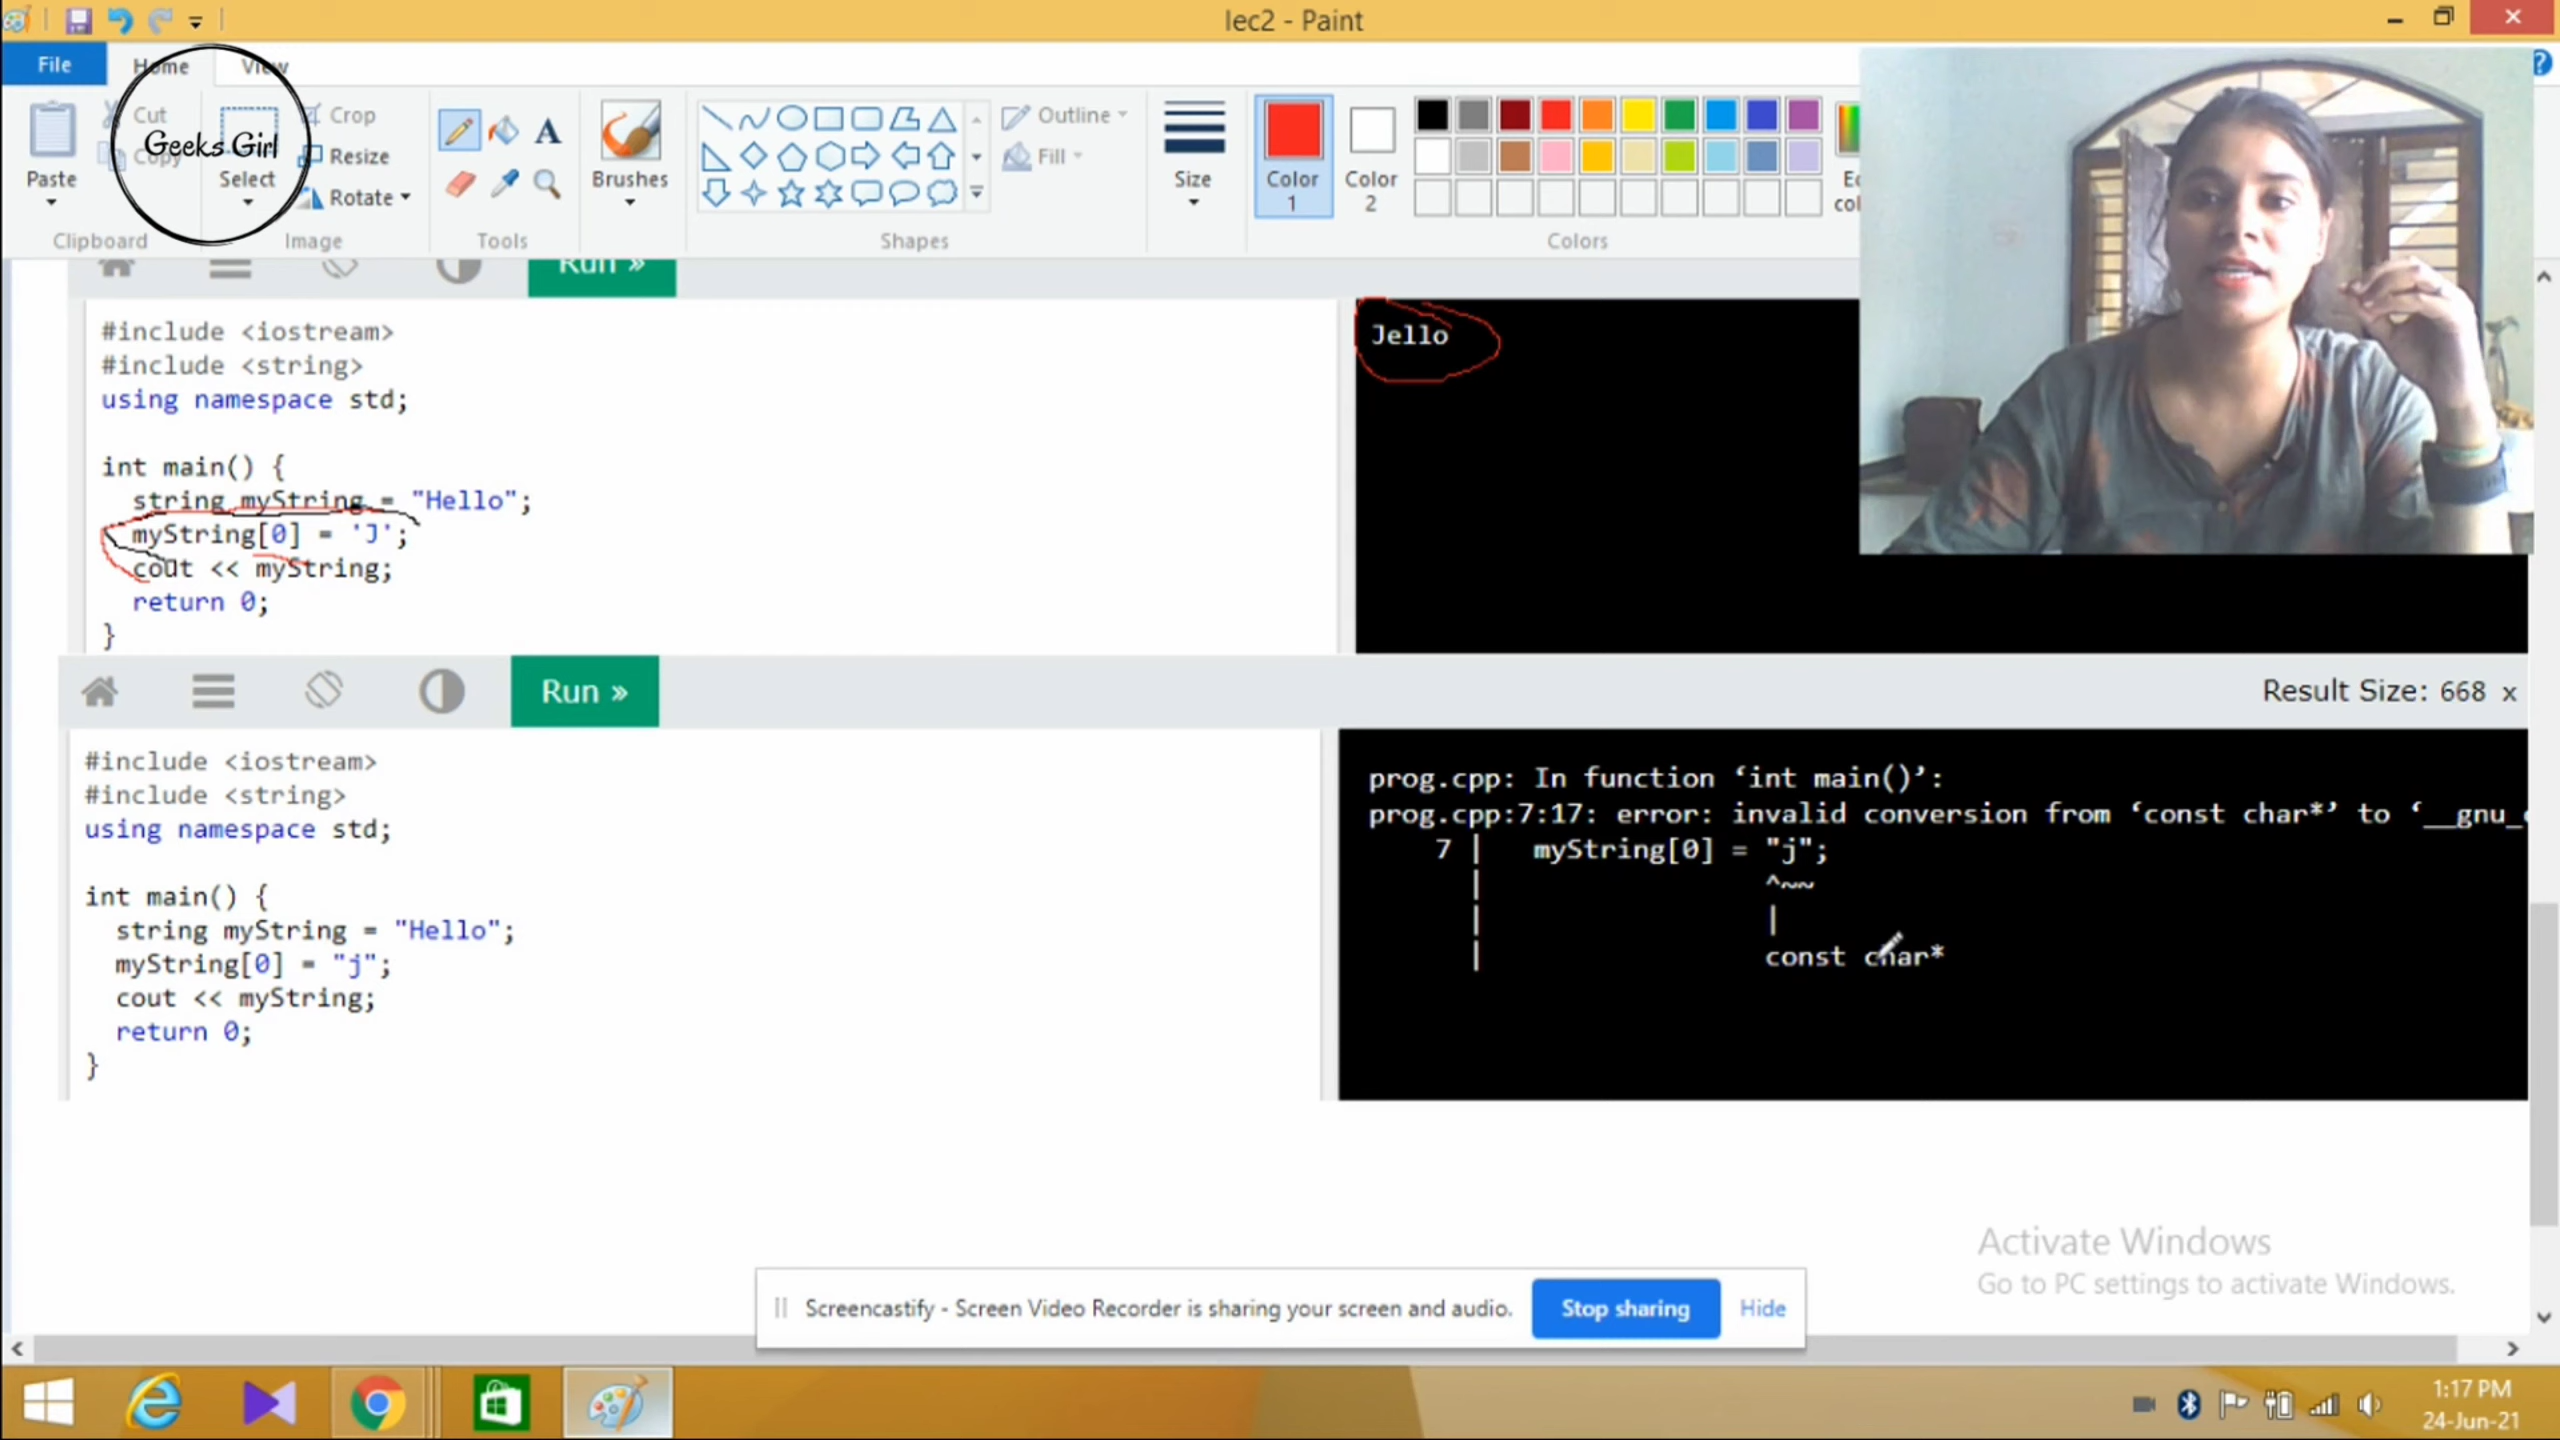 lec2 - Paint
File
Home
View
Paste
Cut
Copy
Geeks Girl
Select
Crop
Resize
Rotate
Brushes
Outline
Fill
Size
Color 1
Color 2
Clipboard
Image
Tools
Shapes
Colors
Run »
#include <iostream>
#include <string>
using namespace std;
int main() {
string myString = "Hello";
myString[0] = 'J';
cout << myString;
return 0;
}
Jello
Run »
Result Size: 668 x
#include <iostream>
#include <string>
using namespace std;
int main() {
string myString = "Hello";
myString[0] = "j";
cout << myString;
return 0;
}
prog.cpp: In function ‘int main()’:
prog.cpp:7:17: error: invalid conversion from ‘const char*’ to ‘__gnu_
7 | myString[0] = "j";
| ^~~
| |
| const char*
Activate Windows
Go to PC settings to activate Windows.
Screencastify - Screen Video Recorder is sharing your screen and audio.
Stop sharing
Hide
1:17 PM
24-Jun-21